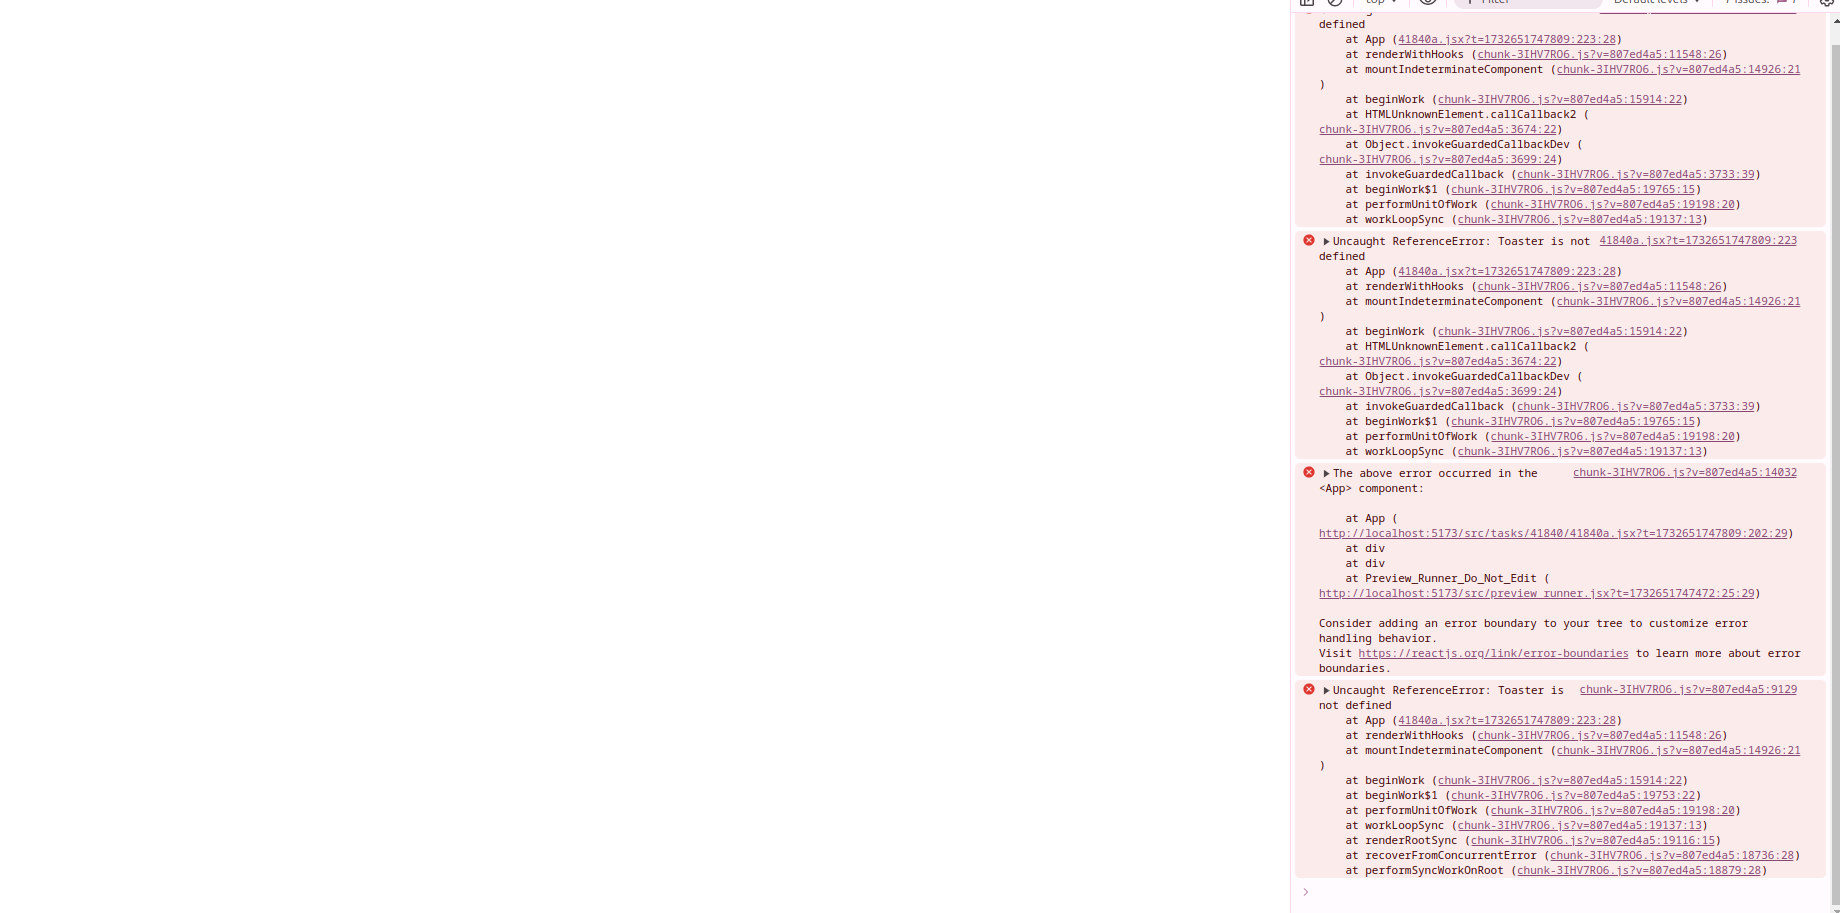 top
Filter
Default levels
7 Issues: 7
defined
at App (41840a.jsx?t=1732651747809:223:28)
at renderWithHooks (chunk-3IHV7RO6.js?v=807ed4a5:11548:26)
at mountIndeterminateComponent (chunk-3IHV7RO6.js?v=807ed4a5:14926:21
)
at beginWork (chunk-3IHV7RO6.js?v=807ed4a5:15914:22)
at HTMLUnknownElement.callCallback2 (
chunk-3IHV7RO6.js?v=807ed4a5:3674:22)
at Object.invokeGuardedCallbackDev (
chunk-3IHV7RO6.js?v=807ed4a5:3699:24)
at invokeGuardedCallback (chunk-3IHV7RO6.js?v=807ed4a5:3733:39)
at beginWork$1 (chunk-3IHV7RO6.js?v=807ed4a5:19765:15)
at performUnitOfWork (chunk-3IHV7RO6.js?v=807ed4a5:19198:20)
at workLoopSync (chunk-3IHV7RO6.js?v=807ed4a5:19137:13)
Uncaught ReferenceError: Toaster is not 41840a.jsx?t=1732651747809:223
defined
at App (41840a.jsx?t=1732651747809:223:28)
at renderWithHooks (chunk-3IHV7RO6.js?v=807ed4a5:11548:26)
at mountIndeterminateComponent (chunk-3IHV7RO6.js?v=807ed4a5:14926:21
)
at beginWork (chunk-3IHV7RO6.js?v=807ed4a5:15914:22)
at HTMLUnknownElement.callCallback2 (
chunk-3IHV7RO6.js?v=807ed4a5:3674:22)
at Object.invokeGuardedCallbackDev (
chunk-3IHV7RO6.js?v=807ed4a5:3699:24)
at invokeGuardedCallback (chunk-3IHV7RO6.js?v=807ed4a5:3733:39)
at beginWork$1 (chunk-3IHV7RO6.js?v=807ed4a5:19765:15)
at performUnitOfWork (chunk-3IHV7RO6.js?v=807ed4a5:19198:20)
at workLoopSync (chunk-3IHV7RO6.js?v=807ed4a5:19137:13)
The above error occurred in the chunk-3IHV7RO6.js?v=807ed4a5:14032
<App> component:
at App (
http://localhost:5173/src/tasks/41840/41840a.jsx?t=1732651747809:202:29)
at div
at div
at Preview_Runner_Do_Not_Edit (
http://localhost:5173/src/preview_runner.jsx?t=1732651747472:25:29)
Consider adding an error boundary to your tree to customize error
handling behavior.
Visit https://reactjs.org/link/error-boundaries to learn more about error
boundaries.
Uncaught ReferenceError: Toaster is chunk-3IHV7RO6.js?v=807ed4a5:9129
not defined
at App (41840a.jsx?t=1732651747809:223:28)
at renderWithHooks (chunk-3IHV7RO6.js?v=807ed4a5:11548:26)
at mountIndeterminateComponent (chunk-3IHV7RO6.js?v=807ed4a5:14926:21
)
at beginWork (chunk-3IHV7RO6.js?v=807ed4a5:15914:22)
at beginWork$1 (chunk-3IHV7RO6.js?v=807ed4a5:19753:22)
at performUnitOfWork (chunk-3IHV7RO6.js?v=807ed4a5:19198:20)
at workLoopSync (chunk-3IHV7RO6.js?v=807ed4a5:19137:13)
at renderRootSync (chunk-3IHV7RO6.js?v=807ed4a5:19116:15)
at recoverFromConcurrentError (chunk-3IHV7RO6.js?v=807ed4a5:18736:28)
at performSyncWorkOnRoot (chunk-3IHV7RO6.js?v=807ed4a5:18879:28)